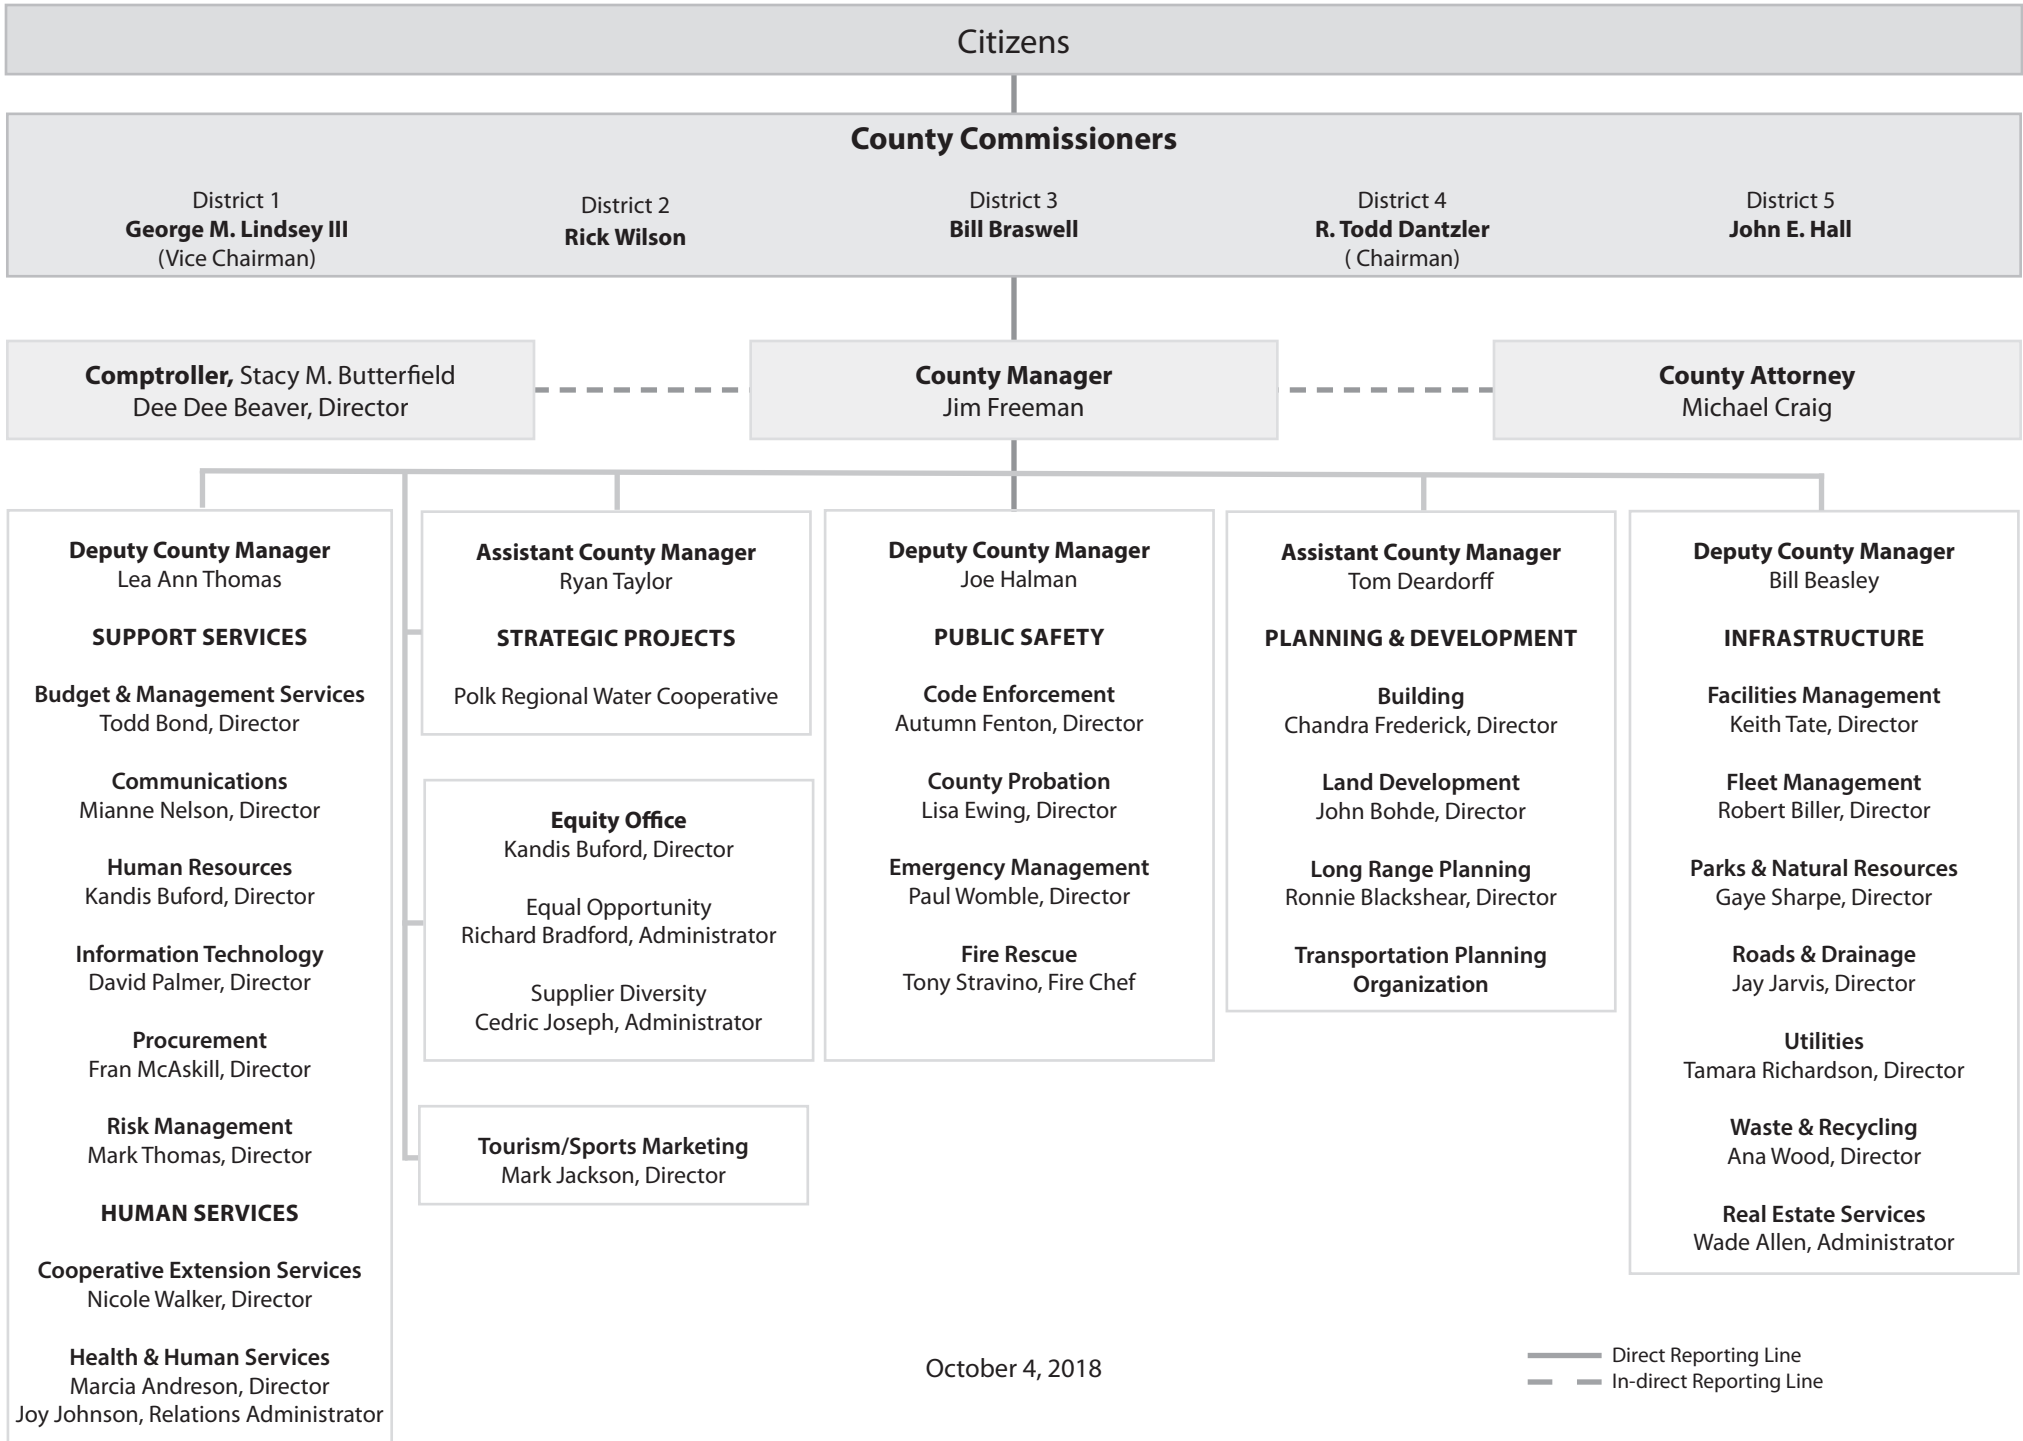 Citizens
County Commissioners
District 1
George M. Lindsey III
(Vice Chairman)
District 2
Rick Wilson
District 3
Bill Braswell
District 4
R. Todd Dantzler
( Chairman)
District 5
John E. Hall
Comptroller, Stacy M. Butterfield
Dee Dee Beaver, Director
County Manager
Jim Freeman
County Attorney
Michael Craig
Deputy County Manager
Lea Ann Thomas
SUPPORT SERVICES
Budget & Management Services
Todd Bond, Director
Communications
Mianne Nelson, Director
Human Resources
Kandis Buford, Director
Information Technology
David Palmer, Director
Procurement
Fran McAskill, Director
Risk Management
Mark Thomas, Director
HUMAN SERVICES
Cooperative Extension Services
Nicole Walker, Director
Health & Human Services
Marcia Andreson, Director
Joy Johnson, Relations Administrator
Assistant County Manager
Ryan Taylor
STRATEGIC PROJECTS
Polk Regional Water Cooperative
Equity Office
Kandis Buford, Director
Equal Opportunity
Richard Bradford, Administrator
Supplier Diversity
Cedric Joseph, Administrator
Tourism/Sports Marketing
Mark Jackson, Director
Deputy County Manager
Joe Halman
PUBLIC SAFETY
Code Enforcement
Autumn Fenton, Director
County Probation
Lisa Ewing, Director
Emergency Management
Paul Womble, Director
Fire Rescue
Tony Stravino, Fire Chef
Assistant County Manager
Tom Deardorff
PLANNING & DEVELOPMENT
Building
Chandra Frederick, Director
Land Development
John Bohde, Director
Long Range Planning
Ronnie Blackshear, Director
Transportation Planning
Organization
Deputy County Manager
Bill Beasley
INFRASTRUCTURE
Facilities Management
Keith Tate, Director
Fleet Management
Robert Biller, Director
Parks & Natural Resources
Gaye Sharpe, Director
Roads & Drainage
Jay Jarvis, Director
Utilities
Tamara Richardson, Director
Waste & Recycling
Ana Wood, Director
Real Estate Services
Wade Allen, Administrator
October 4, 2018
Direct Reporting Line
In-direct Reporting Line